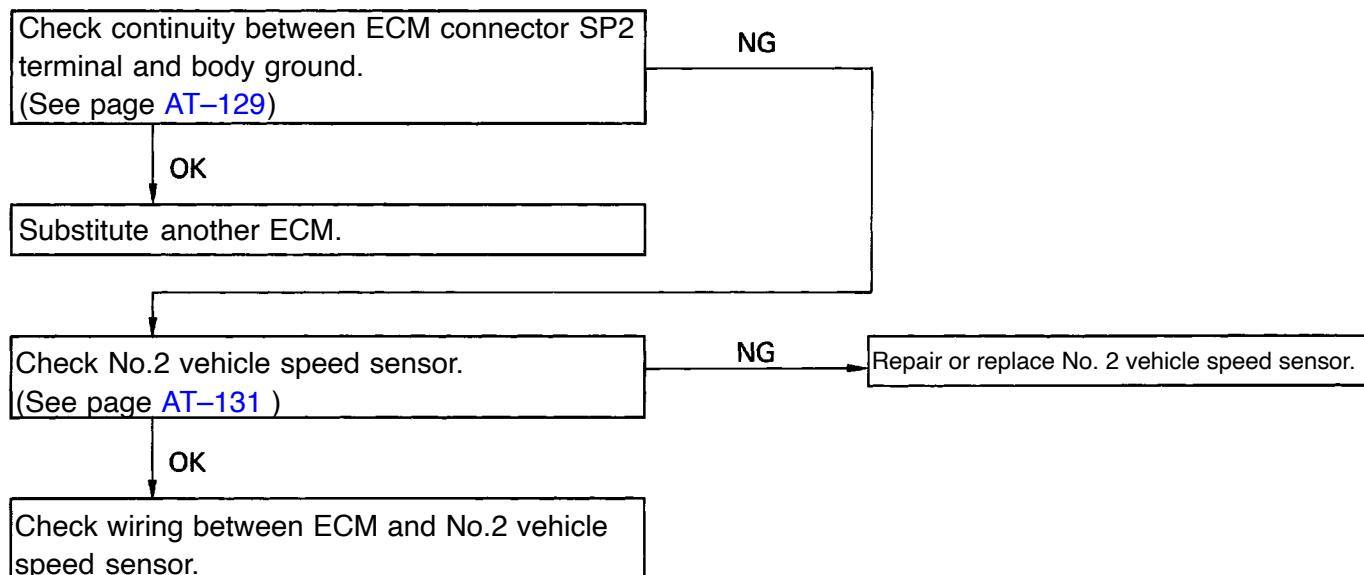 Check continuity between ECM connector SP2
terminal and body ground.
(See page AT–129)
NG
OK
Substitute another ECM.
Check No.2 vehicle speed sensor.
(See page AT–131 )
NG
Repair or replace No. 2 vehicle speed sensor.
OK
Check wiring between ECM and No.2 vehicle
speed sensor.